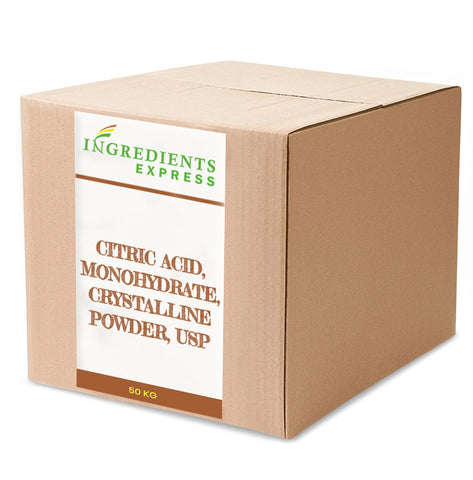 INGREDIENTS
EXPRESS
CITRIC ACID,
MONOHYDRATE,
CRYSTALLINE
POWDER, USP
50 KG